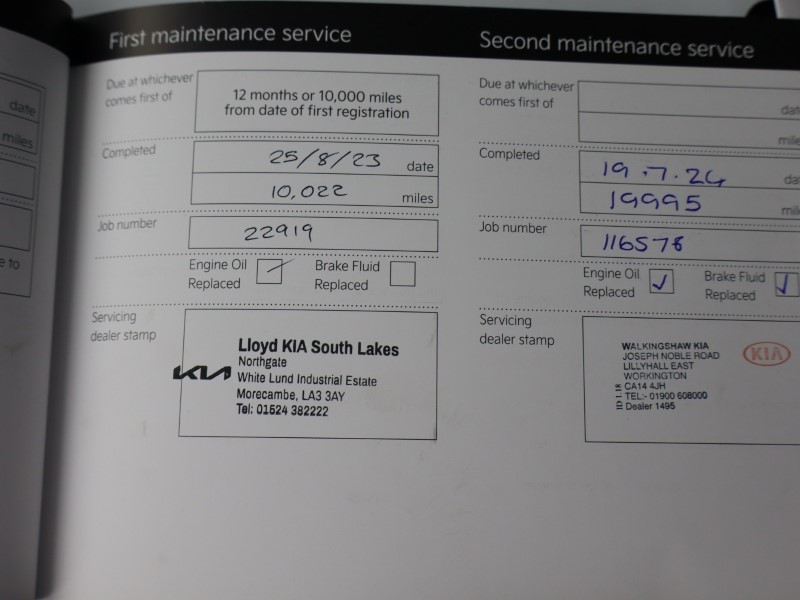 First maintenance service
Due at whichever
comes first of
12 months or 10,000 miles
from date of first registration
Completed
25/8/23 date
10,022 miles
Job number
22919
Engine Oil
Replaced
Brake Fluid
Replaced
Servicing
dealer stamp
KIA
Lloyd KIA South Lakes
Northgate
White Lund Industrial Estate
Morecambe, LA3 3AY
Tel: 01524 382222
Second maintenance service
Due at whichever
comes first of
Completed
19.7.24
19995
Job number
116578
Engine Oil
Replaced
Brake Fluid
Replaced
Servicing
dealer stamp
WALKINGSHAW KIA
JOSEPH NOBLE ROAD
LILLYHALL EAST
WORKINGTON
CA14 4JH
TEL:- 01900 608000
Dealer 1495
KIA
date
miles
e to